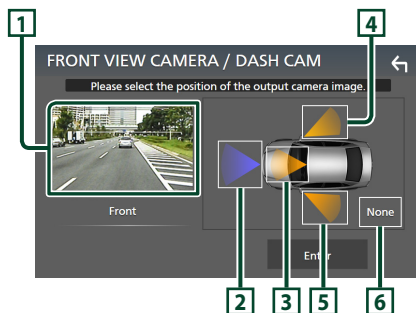 1
4
FRONT VIEW CAMERA / DASH CAM
Please select the position of the output camera image.
Front
None
Enter
2
3
5
6